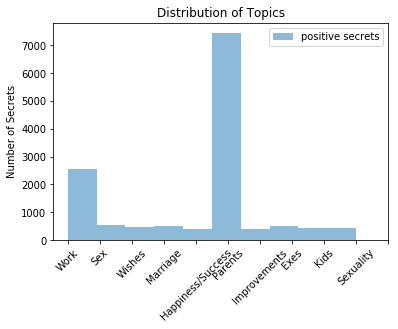 Distribution of Topics
positive secrets
Number of Secrets
7000
6000
5000
4000
3000
2000
1000
0
Work
Sex
Wishes
Marriage
Happiness/Success
Parents
Improvements
Exes
Kids
Sexuality